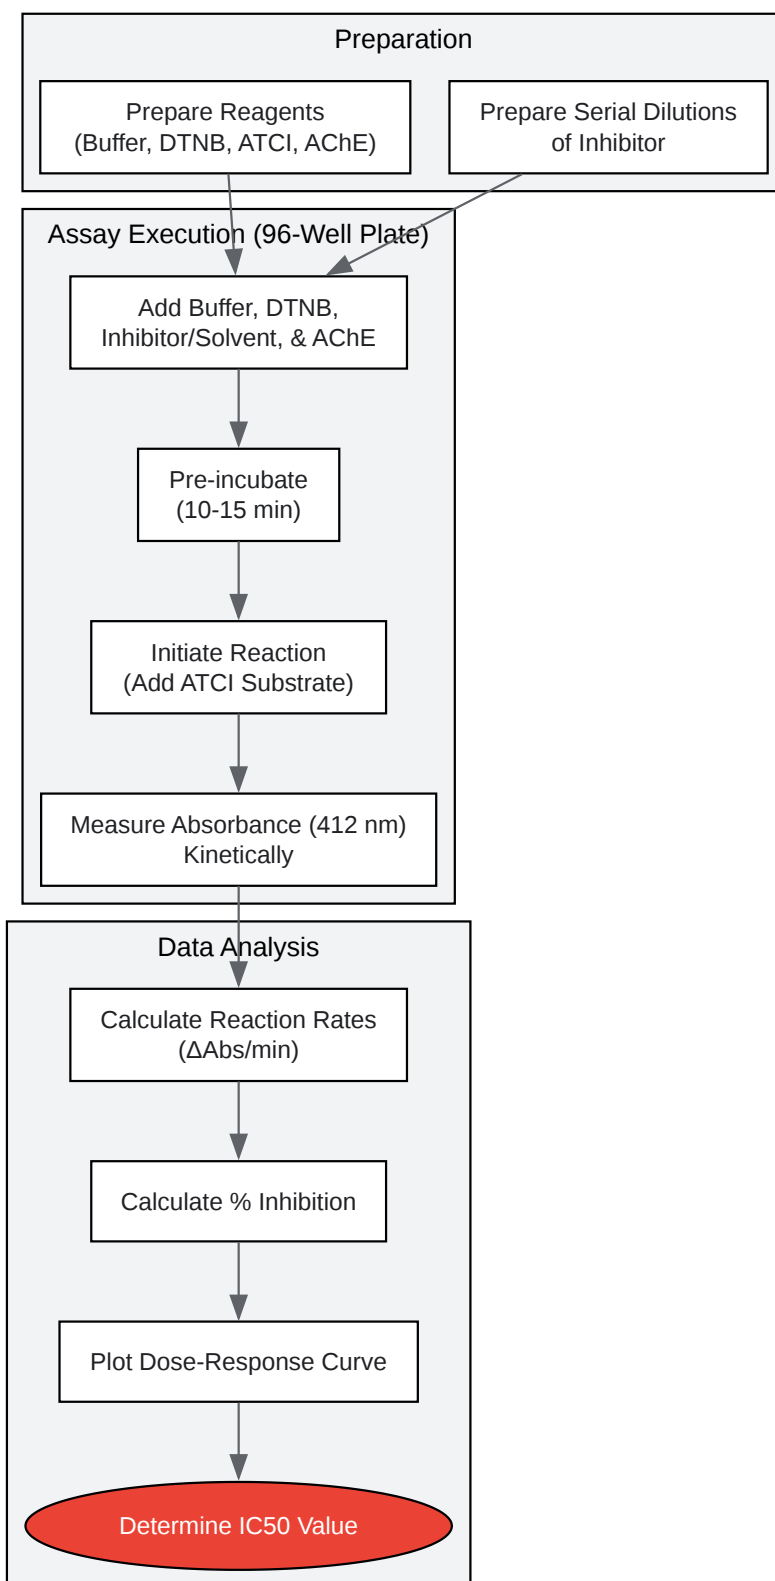 Preparation
Prepare Reagents
(Buffer, DTNB, ATCI, AChE)
Prepare Serial Dilutions
of Inhibitor
Assay Execution (96-Well Plate)
Add Buffer, DTNB,
Inhibitor/Solvent, & AChE
Pre-incubate
(10-15 min)
Initiate Reaction
(Add ATCI Substrate)
Measure Absorbance (412 nm)
Kinetically
Data Analysis
Calculate Reaction Rates
(ΔAbs/min)
Calculate % Inhibition
Plot Dose-Response Curve
Determine IC50 Value